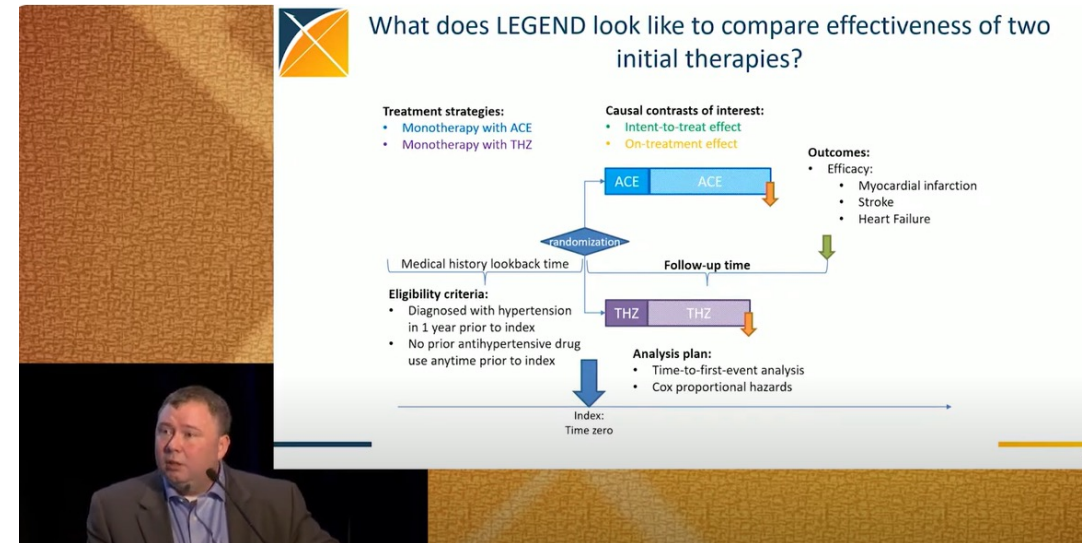 What does LEGEND look like to compare effectiveness of two
initial therapies?
Treatment strategies:
• Monotherapy with ACE
• Monotherapy with THZ
Causal contrasts of interest:
• Intent-to-treat effect
• On-treatment effect
Outcomes:
• Efficacy:
• Myocardial infarction
• Stroke
• Heart Failure
ACE ACE
randomization
Medical history lookback time
Follow-up time
Eligibility criteria:
• Diagnosed with hypertension
in 1 year prior to index
• No prior antihypertensive drug
use anytime prior to index
THZ THZ
Analysis plan:
• Time-to-first-event analysis
• Cox proportional hazards
Index:
Time zero